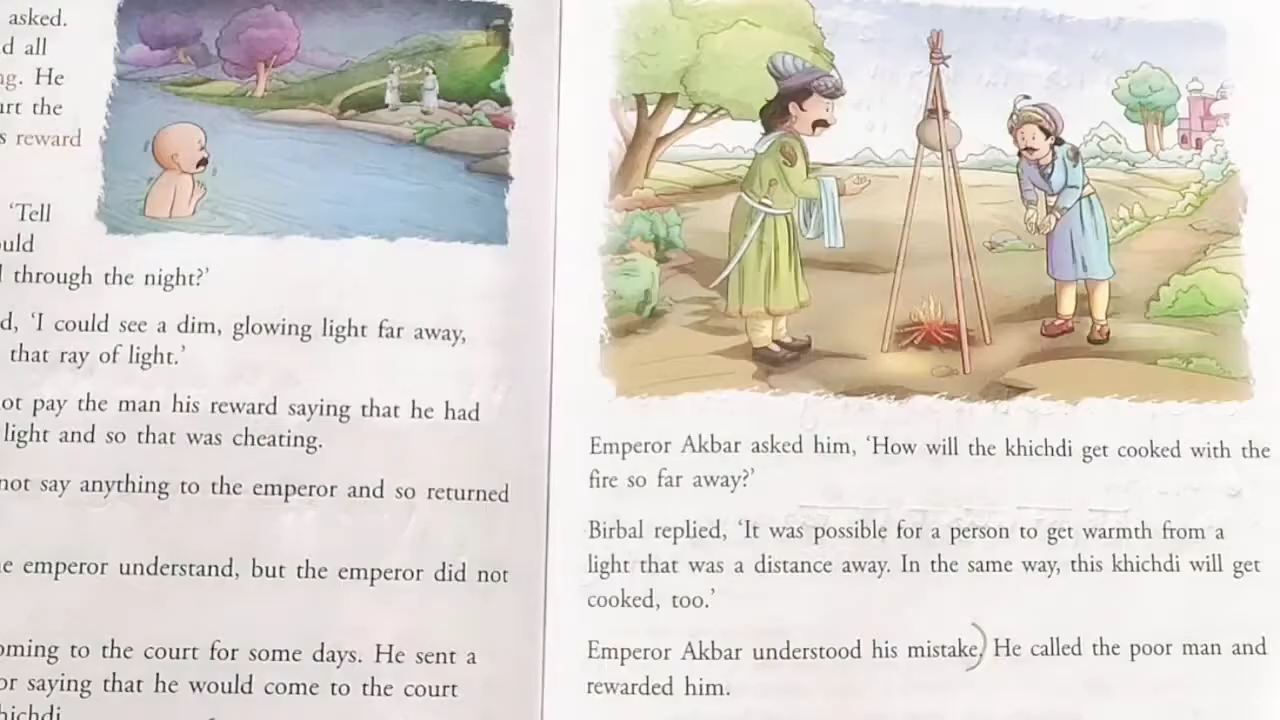 asked.
d all
ng. He
urt the
s reward
'Tell
ould
through the night?'
d, 'I could see a dim, glowing light far away,
that ray of light.'
ot pay the man his reward saying that he had
light and so that was cheating.
not say anything to the emperor and so returned
e emperor understand, but the emperor did not
oming to the court for some days. He sent a
or saying that he would come to the court
hichdi
Emperor Akbar asked him, 'How will the khichdi get cooked with the
fire so far away?'
Birbal replied, 'It was possible for a person to get warmth from a
light that was a distance away. In the same way, this khichdi will get
cooked, too.'
Emperor Akbar understood his mistake. He called the poor man and
rewarded him.